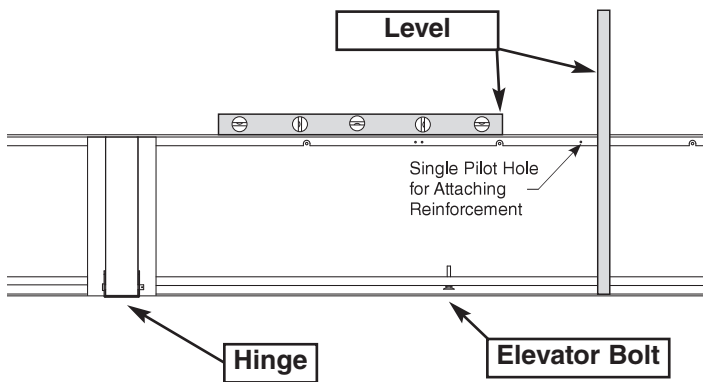 Level
Single Pilot Hole
for Attaching
Reinforcement
Hinge
Elevator Bolt